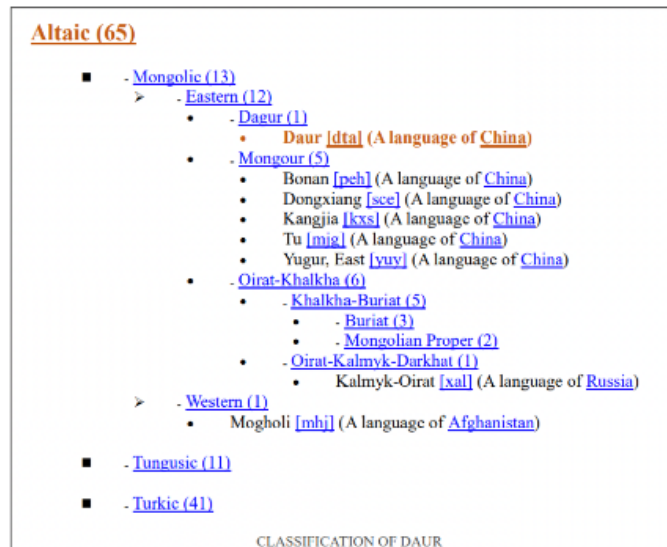 Altaic (65)
- Mongolic (13)
- Eastern (12)
- Dagur (1)
Daur [dta] (A language of China)
- Mongour (5)
Bonan [peh] (A language of China)
Dongxiang [sce] (A language of China)
Kangjia [kxs] (A language of China)
Tu [mjg] (A language of China)
Yugur, East [yuy] (A language of China)
- Oirat-Khalkha (6)
- Khalkha-Buriat (5)
- Buriat (3)
- Mongolian Proper (2)
- Oirat-Kalmyk-Darkhat (1)
Kalmyk-Oirat [xal] (A language of Russia)
- Western (1)
Mogholi [mhj] (A language of Afghanistan)
- Tungusic (11)
- Turkic (41)
CLASSIFICATION OF DAUR